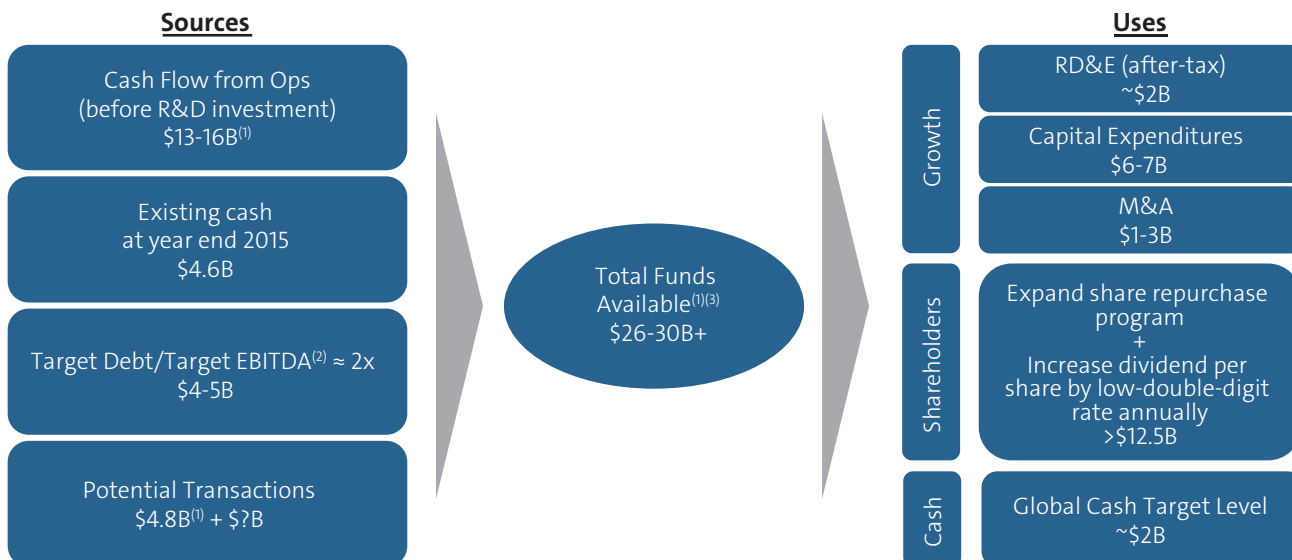 Sources
Cash Flow from Ops
(before R&D investment)
$13-16B(1)
Existing cash
at year end 2015
$4.6B
Target Debt/Target EBITDA(2) ≈ 2x
$4-5B
Potential Transactions
$4.8B(1) + $?B
Total Funds
Available(1)(3)
$26-30B+
Uses
Growth
RD&E (after-tax)
~$2B
Capital Expenditures
$6-7B
M&A
$1-3B
Shareholders
Expand share repurchase
program
+
Increase dividend per
share by low-double-digit
rate annually
>$12.5B
Cash
Global Cash Target Level
~$2B